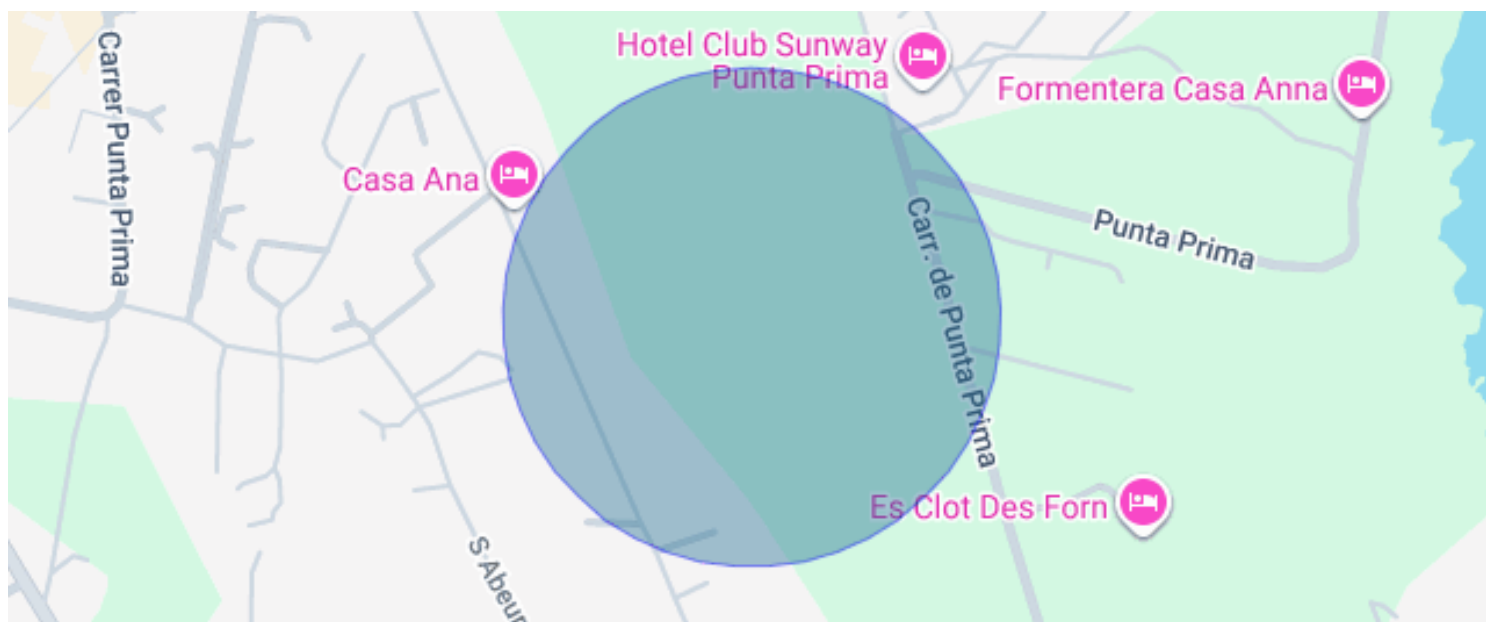 Carrer Punta Prima
Hotel Club Sunway
Punta Prima
Formentera Casa Anna
Casa Ana
Punta Prima
Carr. de Punta Prima
Es Clot Des Forn
S Abeur